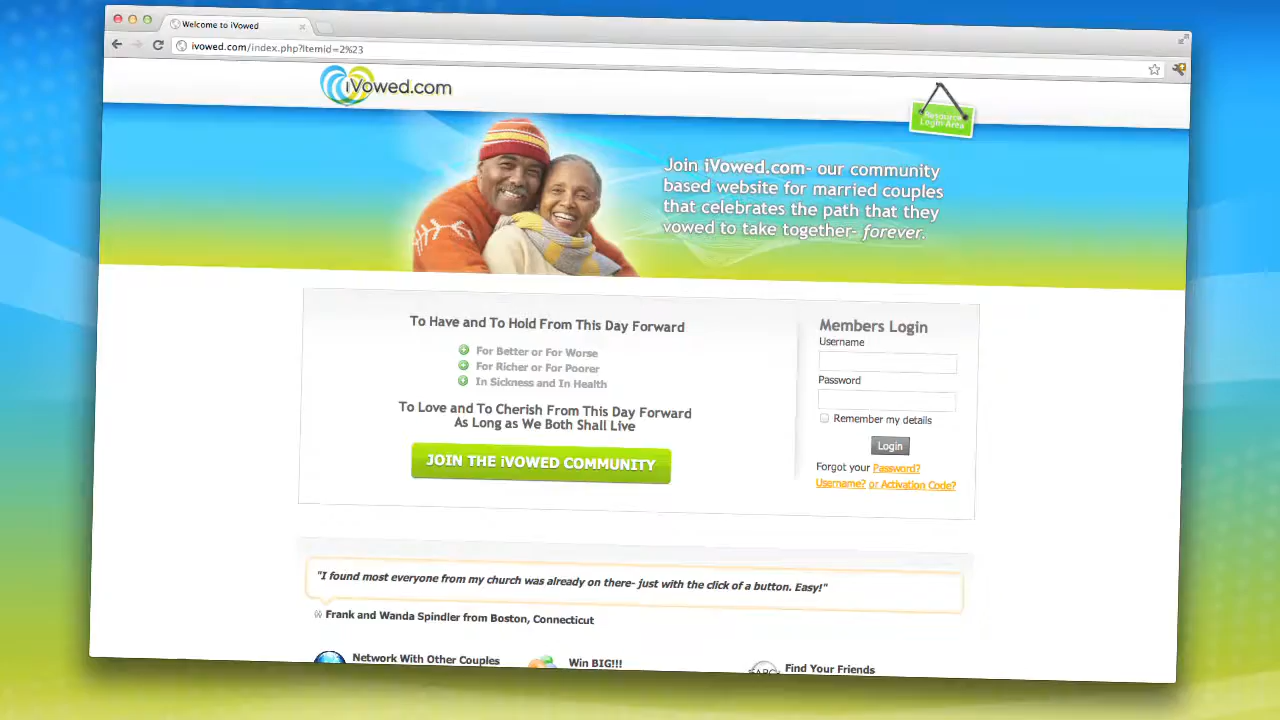 Welcome to iVowed
ivowed.com/index.php?Itemid=2%23
iVowed.com
Resource
Login Area
Join iVowed.com- our community
based website for married couples
that celebrates the path that they
vowed to take together- forever.
To Have and To Hold From This Day Forward
For Better or For Worse
For Richer or For Poorer
In Sickness and In Health
To Love and To Cherish From This Day Forward
As Long as We Both Shall Live
JOIN THE iVOWED COMMUNITY
Members Login
Username
Password
Remember my details
Login
Forgot your Password?
Username? or Activation Code?
"I found most everyone from my church was already on there- just with the click of a button. Easy!"
Frank and Wanda Spindler from Boston, Connecticut
Network With Other Couples
Win BIG!!!
Find Your Friends